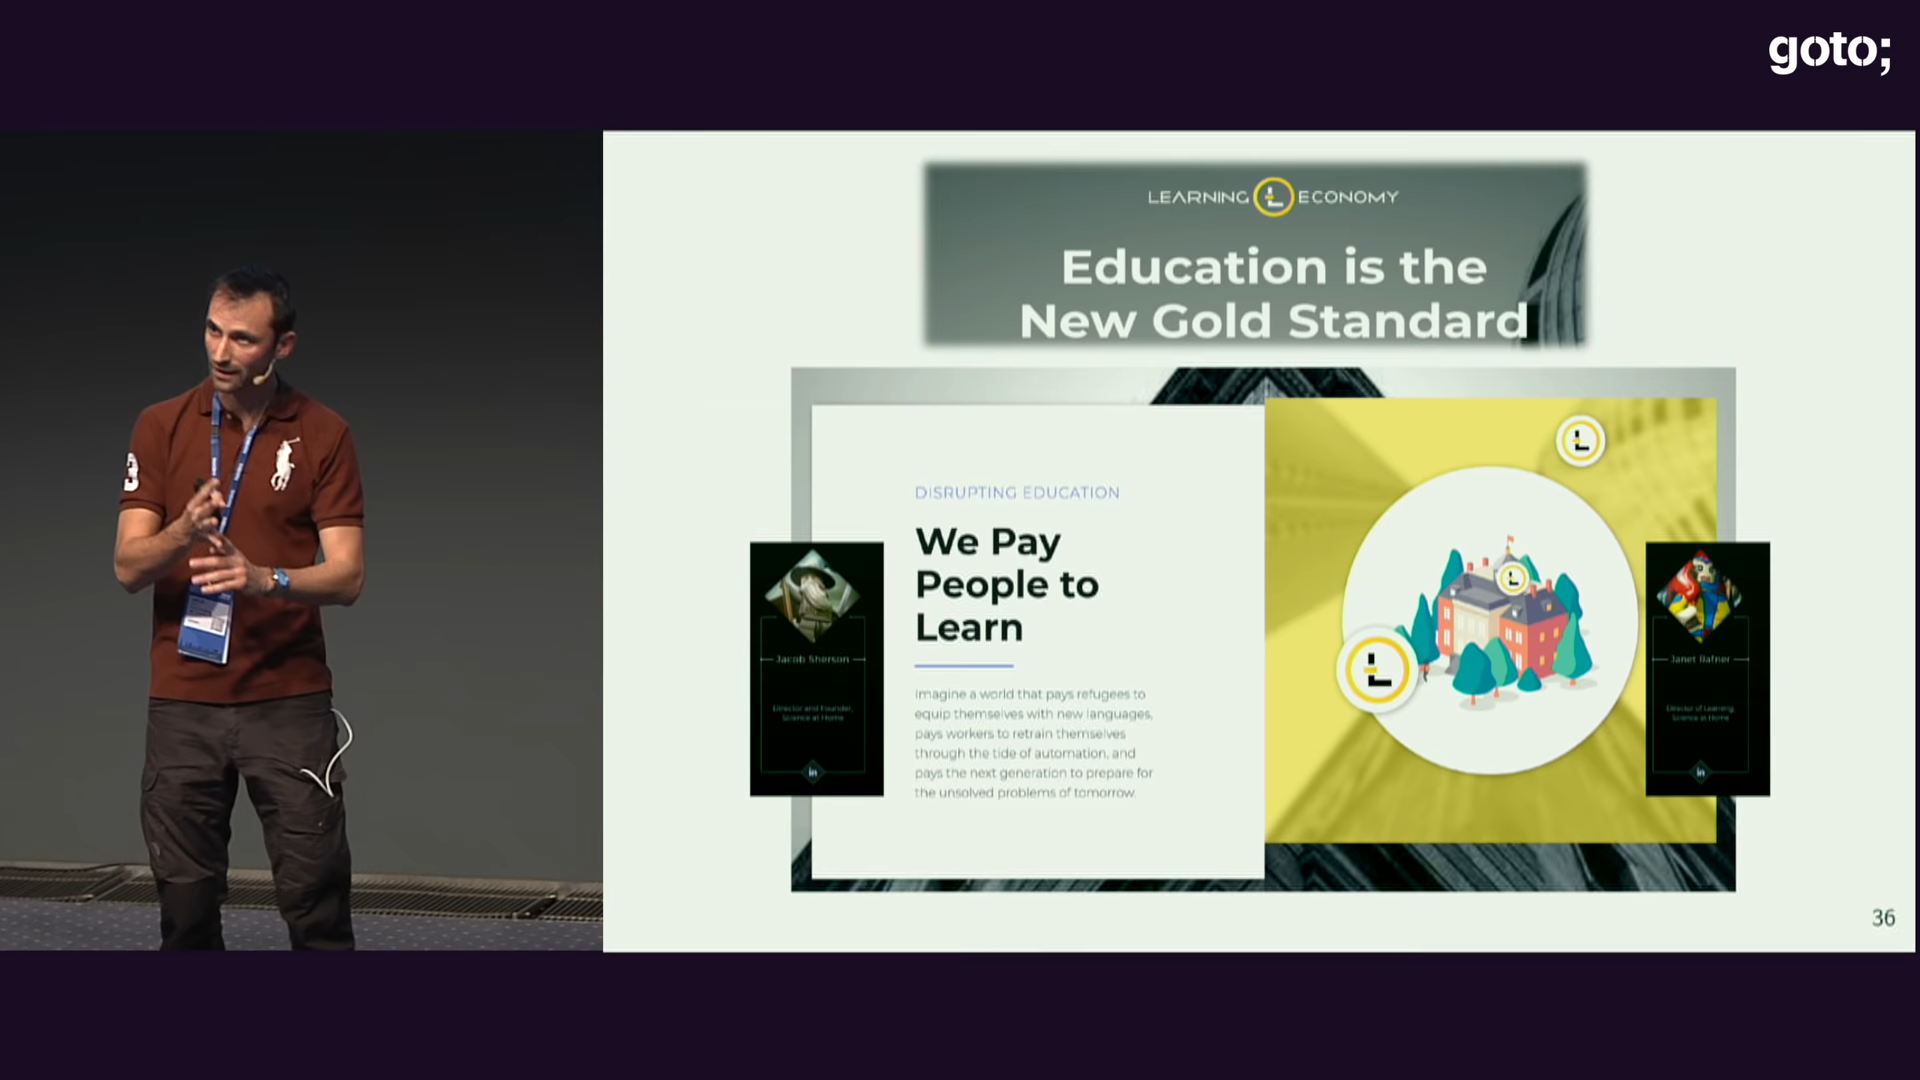 goto;
LEARNING ECONOMY
Education is the
New Gold Standard
DISRUPTING EDUCATION
We Pay
People to
Learn
Imagine a world that pays refugees to
equip themselves with new languages,
pays workers to retrain themselves
through the tide of automation, and
pays the next generation to prepare for
the unsolved problems of tomorrow.
Jacob Sherson
Director and Founder,
Science at Home
in
Janet Rafner
Director of Learning,
Science at Home
in
3
36